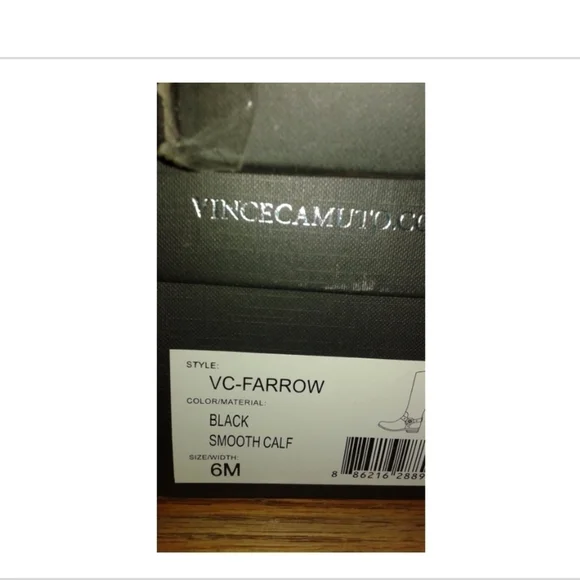 VINCECAMUTO.CO
STYLE:
VC-FARROW
COLOR/MATERIAL:
BLACK
SMOOTH CALF
SIZE/WIDTH:
6M
8 86216 2889